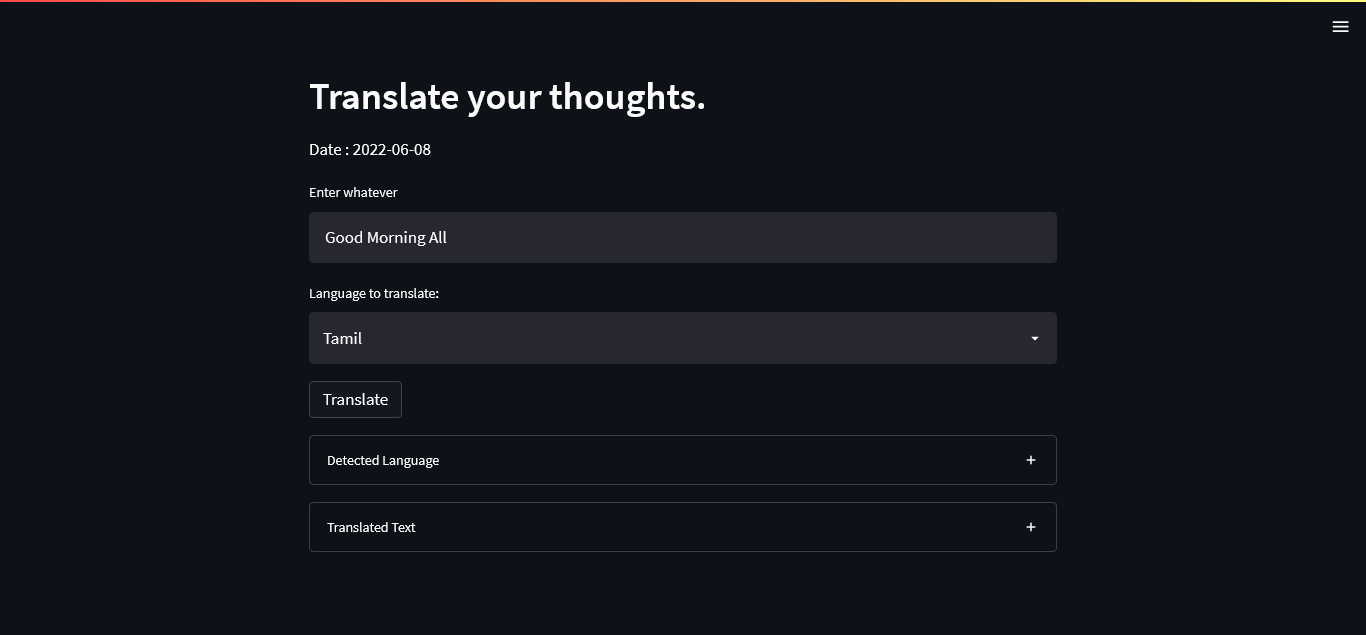 Translate your thoughts.
Date : 2022-06-08
Enter whatever
Good Morning All
Language to translate:
Tamil
Translate
Detected Language
Translated Text